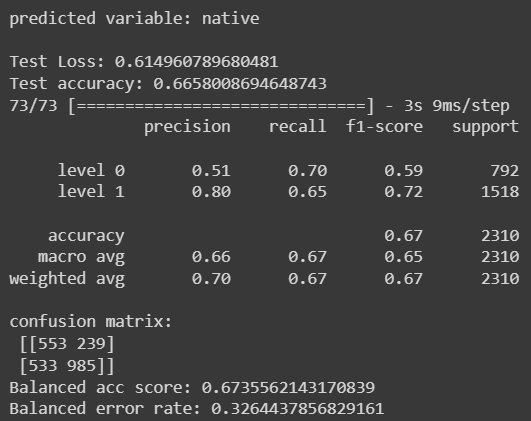 predicted variable: native
Test Loss: 0.614960789680481
Test accuracy: 0.6658008694648743
73/73 [==============================] - 3s 9ms/step
precision recall f1-score support
level 0 0.51 0.70 0.59 792
level 1 0.80 0.65 0.72 1518
accuracy 0.67 2310
macro avg 0.66 0.67 0.65 2310
weighted avg 0.70 0.67 0.67 2310
confusion matrix:
[[553 239]
[533 985]]
Balanced acc score: 0.6735562143170839
Balanced error rate: 0.3264437856829161